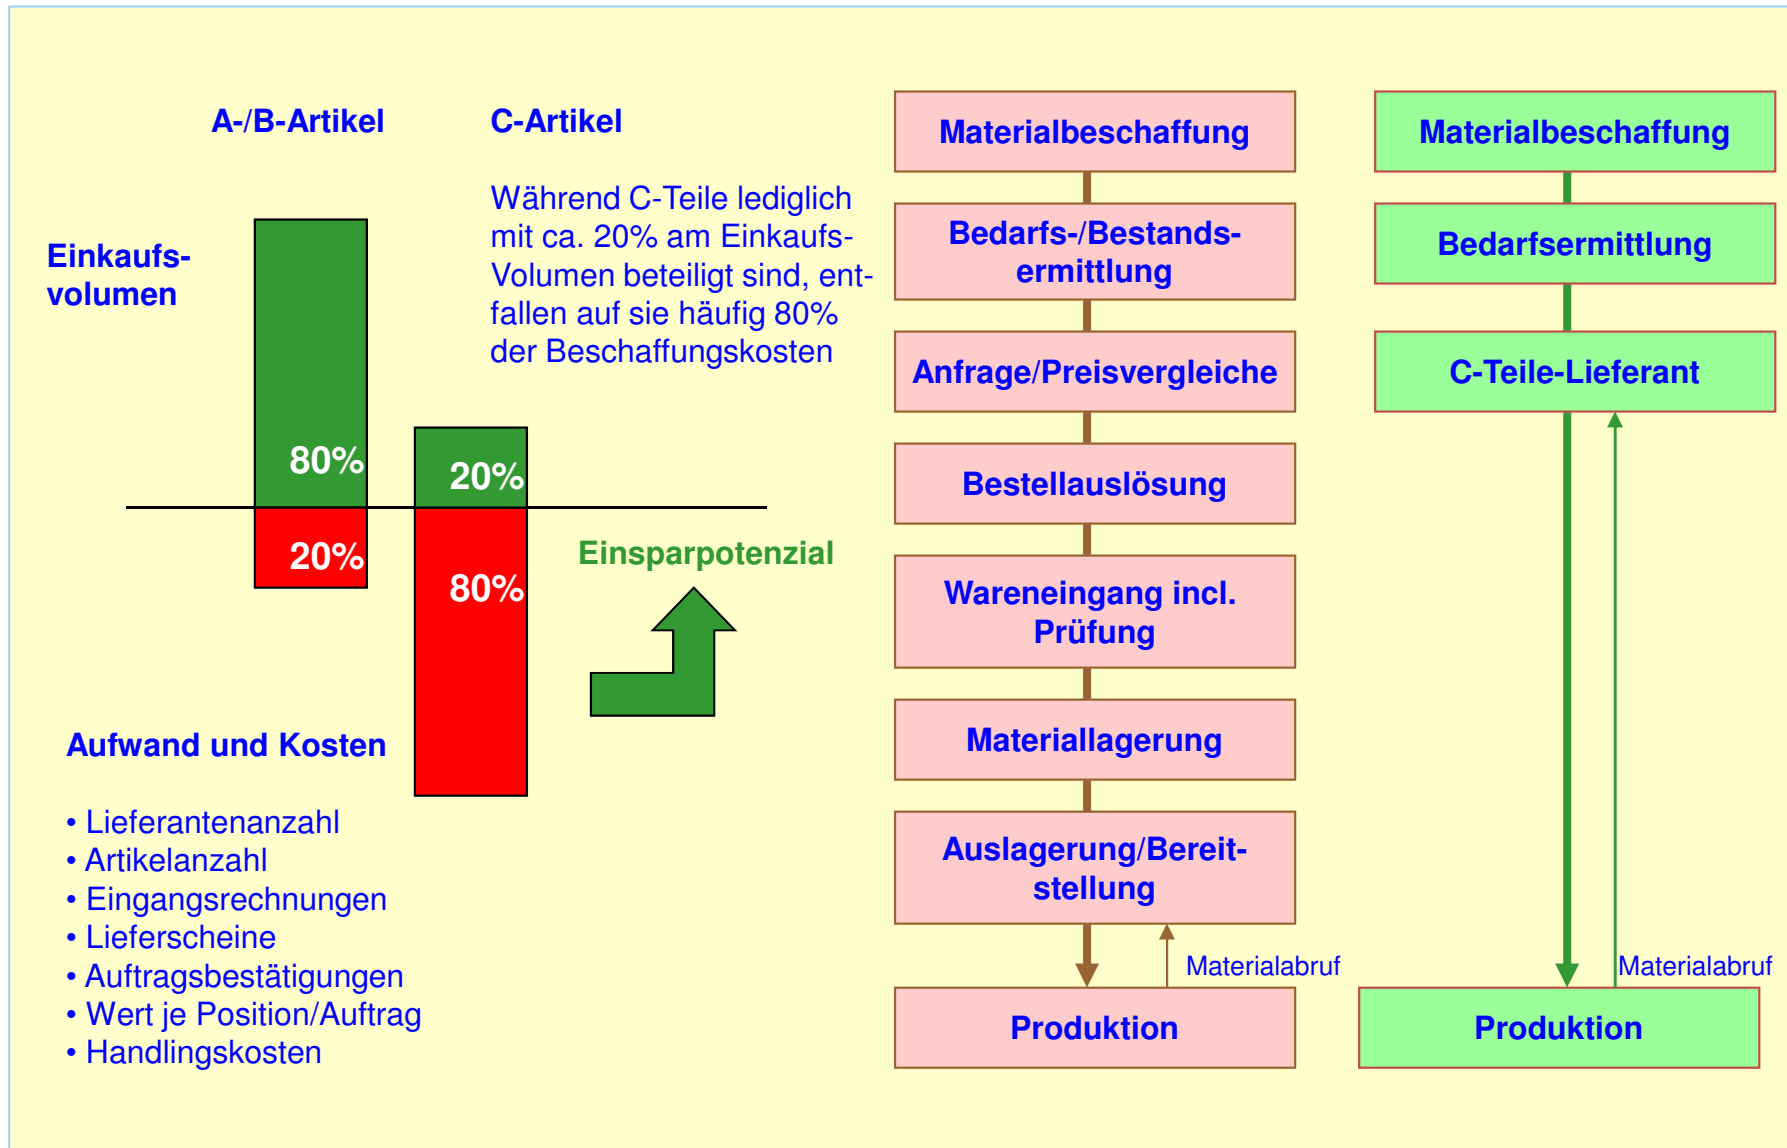 A-/B-Artikel
C-Artikel
Während C-Teile lediglich
mit ca. 20% am Einkaufs-
Volumen beteiligt sind, ent-
fallen auf sie häufig 80%
der Beschaffungskosten
Einkaufs-
volumen
80%
20%
20%
80%
Einsparpotenzial
Aufwand und Kosten
• Lieferantenanzahl
• Artikelanzahl
• Eingangsrechnungen
• Lieferscheine
• Auftragsbestätigungen
• Wert je Position/Auftrag
• Handlingskosten
Materialbeschaffung
Bedarfs-/Bestands-
ermittlung
Anfrage/Preisvergleiche
Bestellauslösung
Wareneingang incl.
Prüfung
Materiallagerung
Auslagerung/Bereit-
stellung
Materialabruf
Produktion
Materialbeschaffung
Bedarfsermittlung
C-Teile-Lieferant
Materialabruf
Produktion